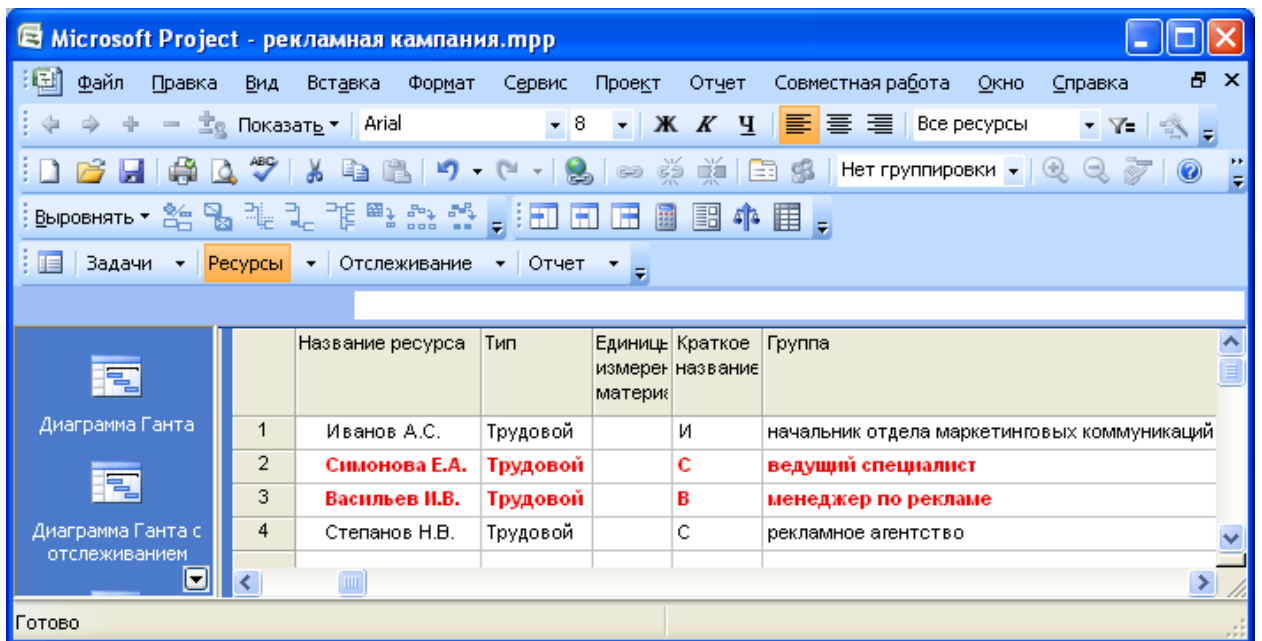 Microsoft Project - рекламная кампания.mpp
Файл Правка Вид Вставка Формат Сервис Проект Отчет Совместная работа Окно Справка
Показать Arial 8 Ж К Ч Все ресурсы
ABC Нет группировки
Выровнять
Задачи Ресурсы Отслеживание Отчет
Название ресурса Тип Единицы Краткое Группа
измерен название
материа
Диаграмма Ганта
1 Иванов А.С. Трудовой И начальник отдела маркетинговых коммуникаций
2 Симонова Е.А. Трудовой С ведущий специалист
3 Васильев И.В. Трудовой В менеджер по рекламе
Диаграмма Ганта с
отслеживанием
4 Степанов Н.В. Трудовой С рекламное агентство
Готово